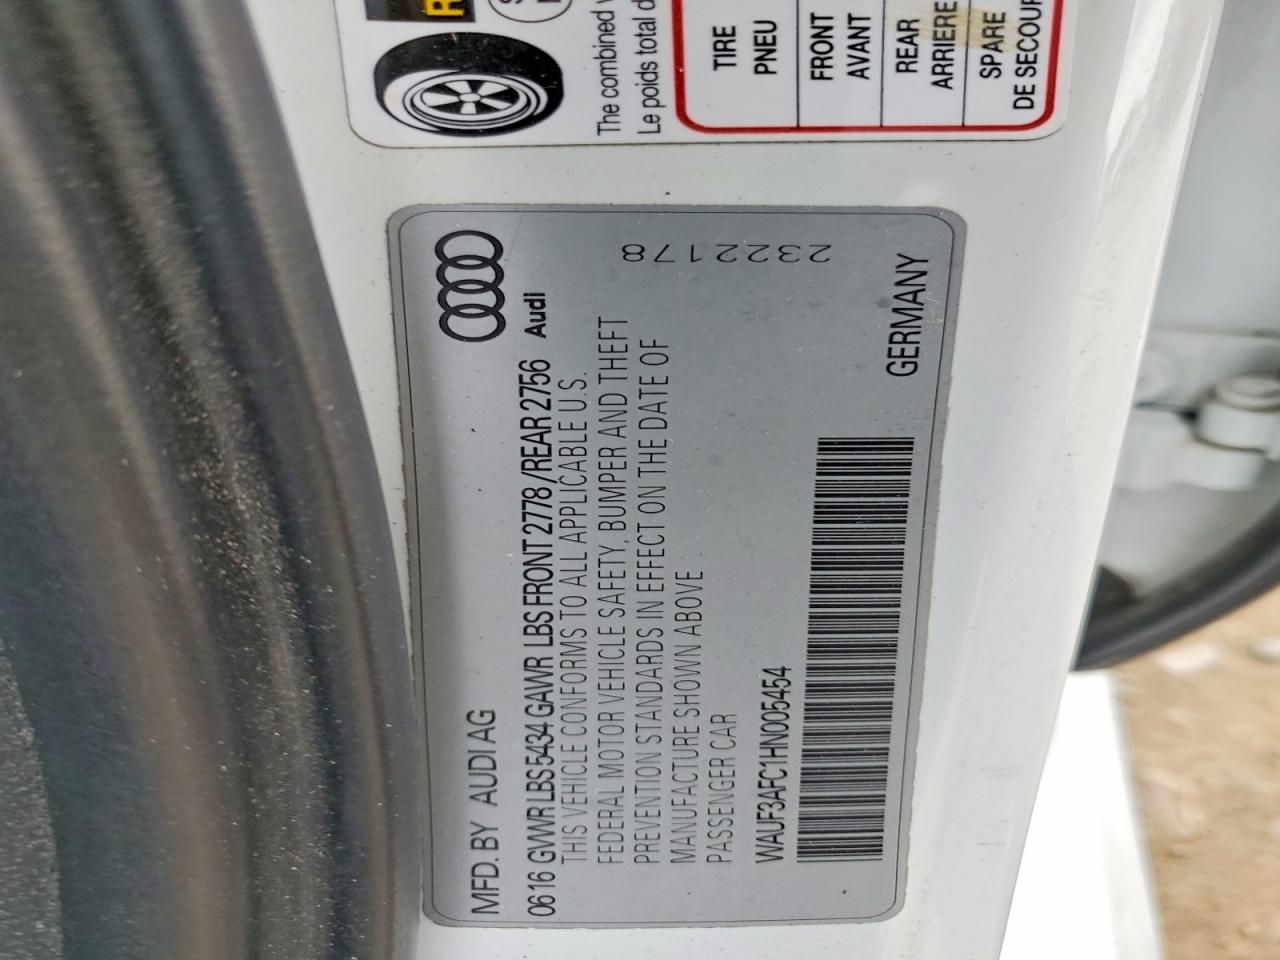 The combined
Le poids total d
TIRE
PNEU
FRONT
AVANT
REAR
ARRIERE
SPARE
DE SECOUR
MFD. BY AUDI AG
0616 GVWR LBS 5434 GAWR LBS FRONT 2778 /REAR 2756 Audi
THIS VEHICLE CONFORMS TO ALL APPLICABLE U.S.
FEDERAL MOTOR VEHICLE SAFETY, BUMPER AND THEFT
PREVENTION STANDARDS IN EFFECT ON THE DATE OF
MANUFACTURE SHOWN ABOVE
PASSENGER CAR
WAUF3AFC1HN005454
GERMANY
2322178